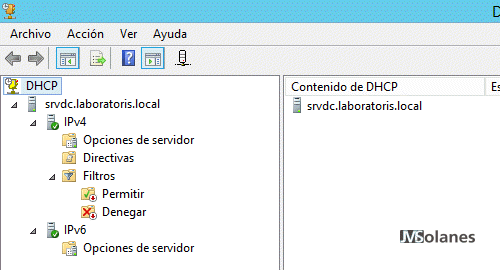 D
Archivo Acción Ver Ayuda
DHCP
srvdc.laboratoris.local
IPv4
Opciones de servidor
Directivas
Filtros
Permitir
Denegar
IPv6
Opciones de servidor
Contenido de DHCP Es
srvdc.laboratoris.local
JMSolanes